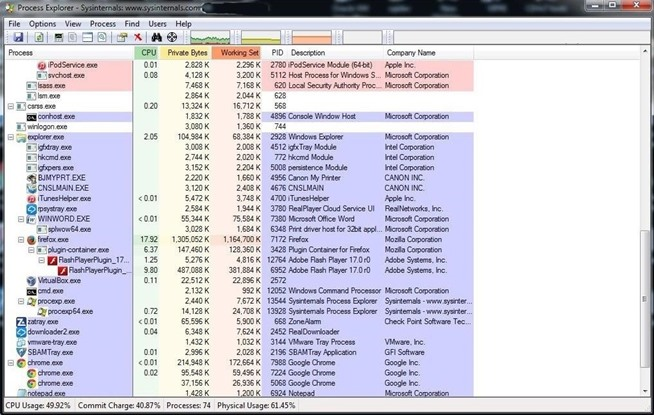 Process Explorer - Sysinternals: www.sysinternals.com
File Options View Process Find Users Help
Process CPU Private Bytes Working Set PID Description Company Name
iPodService.exe 0.01 2,828 K 2,296 K 2780 iPodService Module (64-bit) Apple Inc.
svchost.exe 0.08 4,128 K 3,200 K 5112 Host Process for Windows S... Microsoft Corporation
lsass.exe 7,468 K 7,168 K 620 Local Security Authority Proc... Microsoft Corporation
lsm.exe 2,864 K 2,044 K 628
csrss.exe 0.20 13,324 K 16,712 K 568
conhost.exe 1,832 K 1,788 K 4896 Console Window Host Microsoft Corporation
winlogon.exe 3,080 K 1,360 K 744
explorer.exe 2.05 104,984 K 68,384 K 2928 Windows Explorer Microsoft Corporation
igfxtray.exe 3,008 K 2,008 K 4512 igfxTray Module Intel Corporation
hkcmd.exe 2,744 K 2,020 K 772 hkcmd Module Intel Corporation
igfxpers.exe 3,152 K 2,204 K 5008 persistence Module Intel Corporation
BJMYPRT.EXE 2,220 K 1,660 K 4956 Canon My Printer CANON INC.
CNSLMAIN.EXE 3,120 K 2,408 K 4676 CNSLMAIN CANON INC.
iTunesHelper.exe < 0.01 5,472 K 3,748 K 4700 iTunesHelper Apple Inc.
rpsystray.exe 2,584 K 1,944 K 3780 RealPlayer Cloud Service UI RealNetworks, Inc.
WINWORD.EXE < 0.01 55,344 K 75,584 K 7380 Microsoft Office Word Microsoft Corporation
splwow64.exe 3,028 K 1,684 K 6348 Print driver host for 32bit appl... Microsoft Corporation
firefox.exe 17.92 1,305,052 K 1,164,700 K 7172 Firefox Mozilla Corporation
plugin-container.exe 6.37 147,460 K 128,360 K 3428 Plugin Container for Firefox Mozilla Corporation
FlashPlayerPlugin_17... 1.25 5,276 K 4,816 K 12764 Adobe Flash Player 17.0 r0 Adobe Systems, Inc.
FlashPlayerPlugin_... 9.80 487,088 K 381,884 K 6952 Adobe Flash Player 17.0 r0 Adobe Systems, Inc.
VirtualBox.exe 0.11 22,512 K 22,896 K 2572
cmd.exe 2,132 K 992 K 12052 Windows Command Processor Microsoft Corporation
procexp.exe 2,440 K 7,672 K 13544 Sysinternals Process Explorer Sysinternals - www.sysinter...
procexp64.exe 0.72 14,128 K 24,708 K 13928 Sysinternals Process Explorer Sysinternals - www.sysinter...
zatray.exe < 0.01 65,596 K 5,900 K 668 ZoneAlarm Check Point Software Tec...
downloader2.exe 0.04 6,348 K 7,624 K 2452 RealDownloader
vmware-tray.exe 1,432 K 1,032 K 3144 VMware Tray Process VMware, Inc.
SBAMTray.exe 0.01 2,996 K 2,028 K 2196 SBAMTray Application GFI Software
chrome.exe < 0.01 214,948 K 172,664 K 7988 Google Chrome Google Inc.
chrome.exe 0.02 95,548 K 59,496 K 7224 Google Chrome Google Inc.
chrome.exe 37,156 K 26,936 K 5068 Google Chrome Google Inc.
notepad.exe 1,968 K 6924 Notepad Microsoft Corporation
CPU Usage: 49.92% Commit Charge: 40.87% Processes: 74 Physical Usage: 61.45%